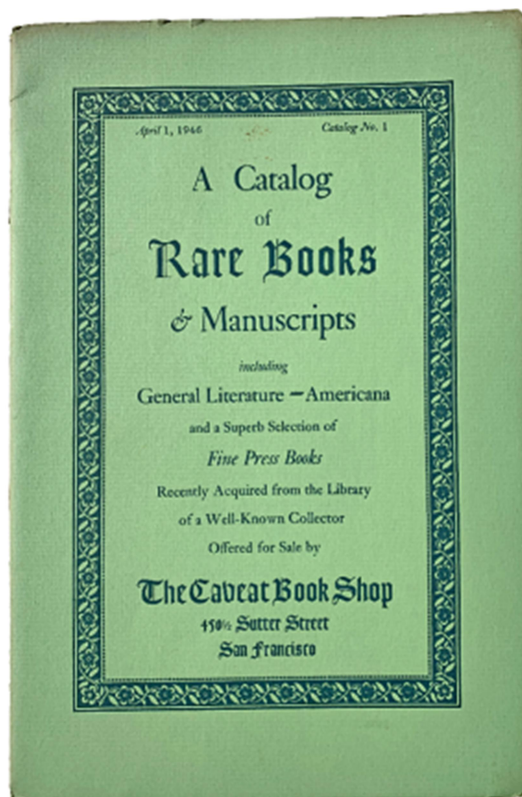 April 1, 1946 Catalog No. 1
A Catalog
of
Rare Books
& Manuscripts
including
General Literature — Americana
and a Superb Selection of
Fine Press Books
Recently Acquired from the Library
of a Well-Known Collector
Offered for Sale by
The Caveat Book Shop
450½ Sutter Street
San Francisco